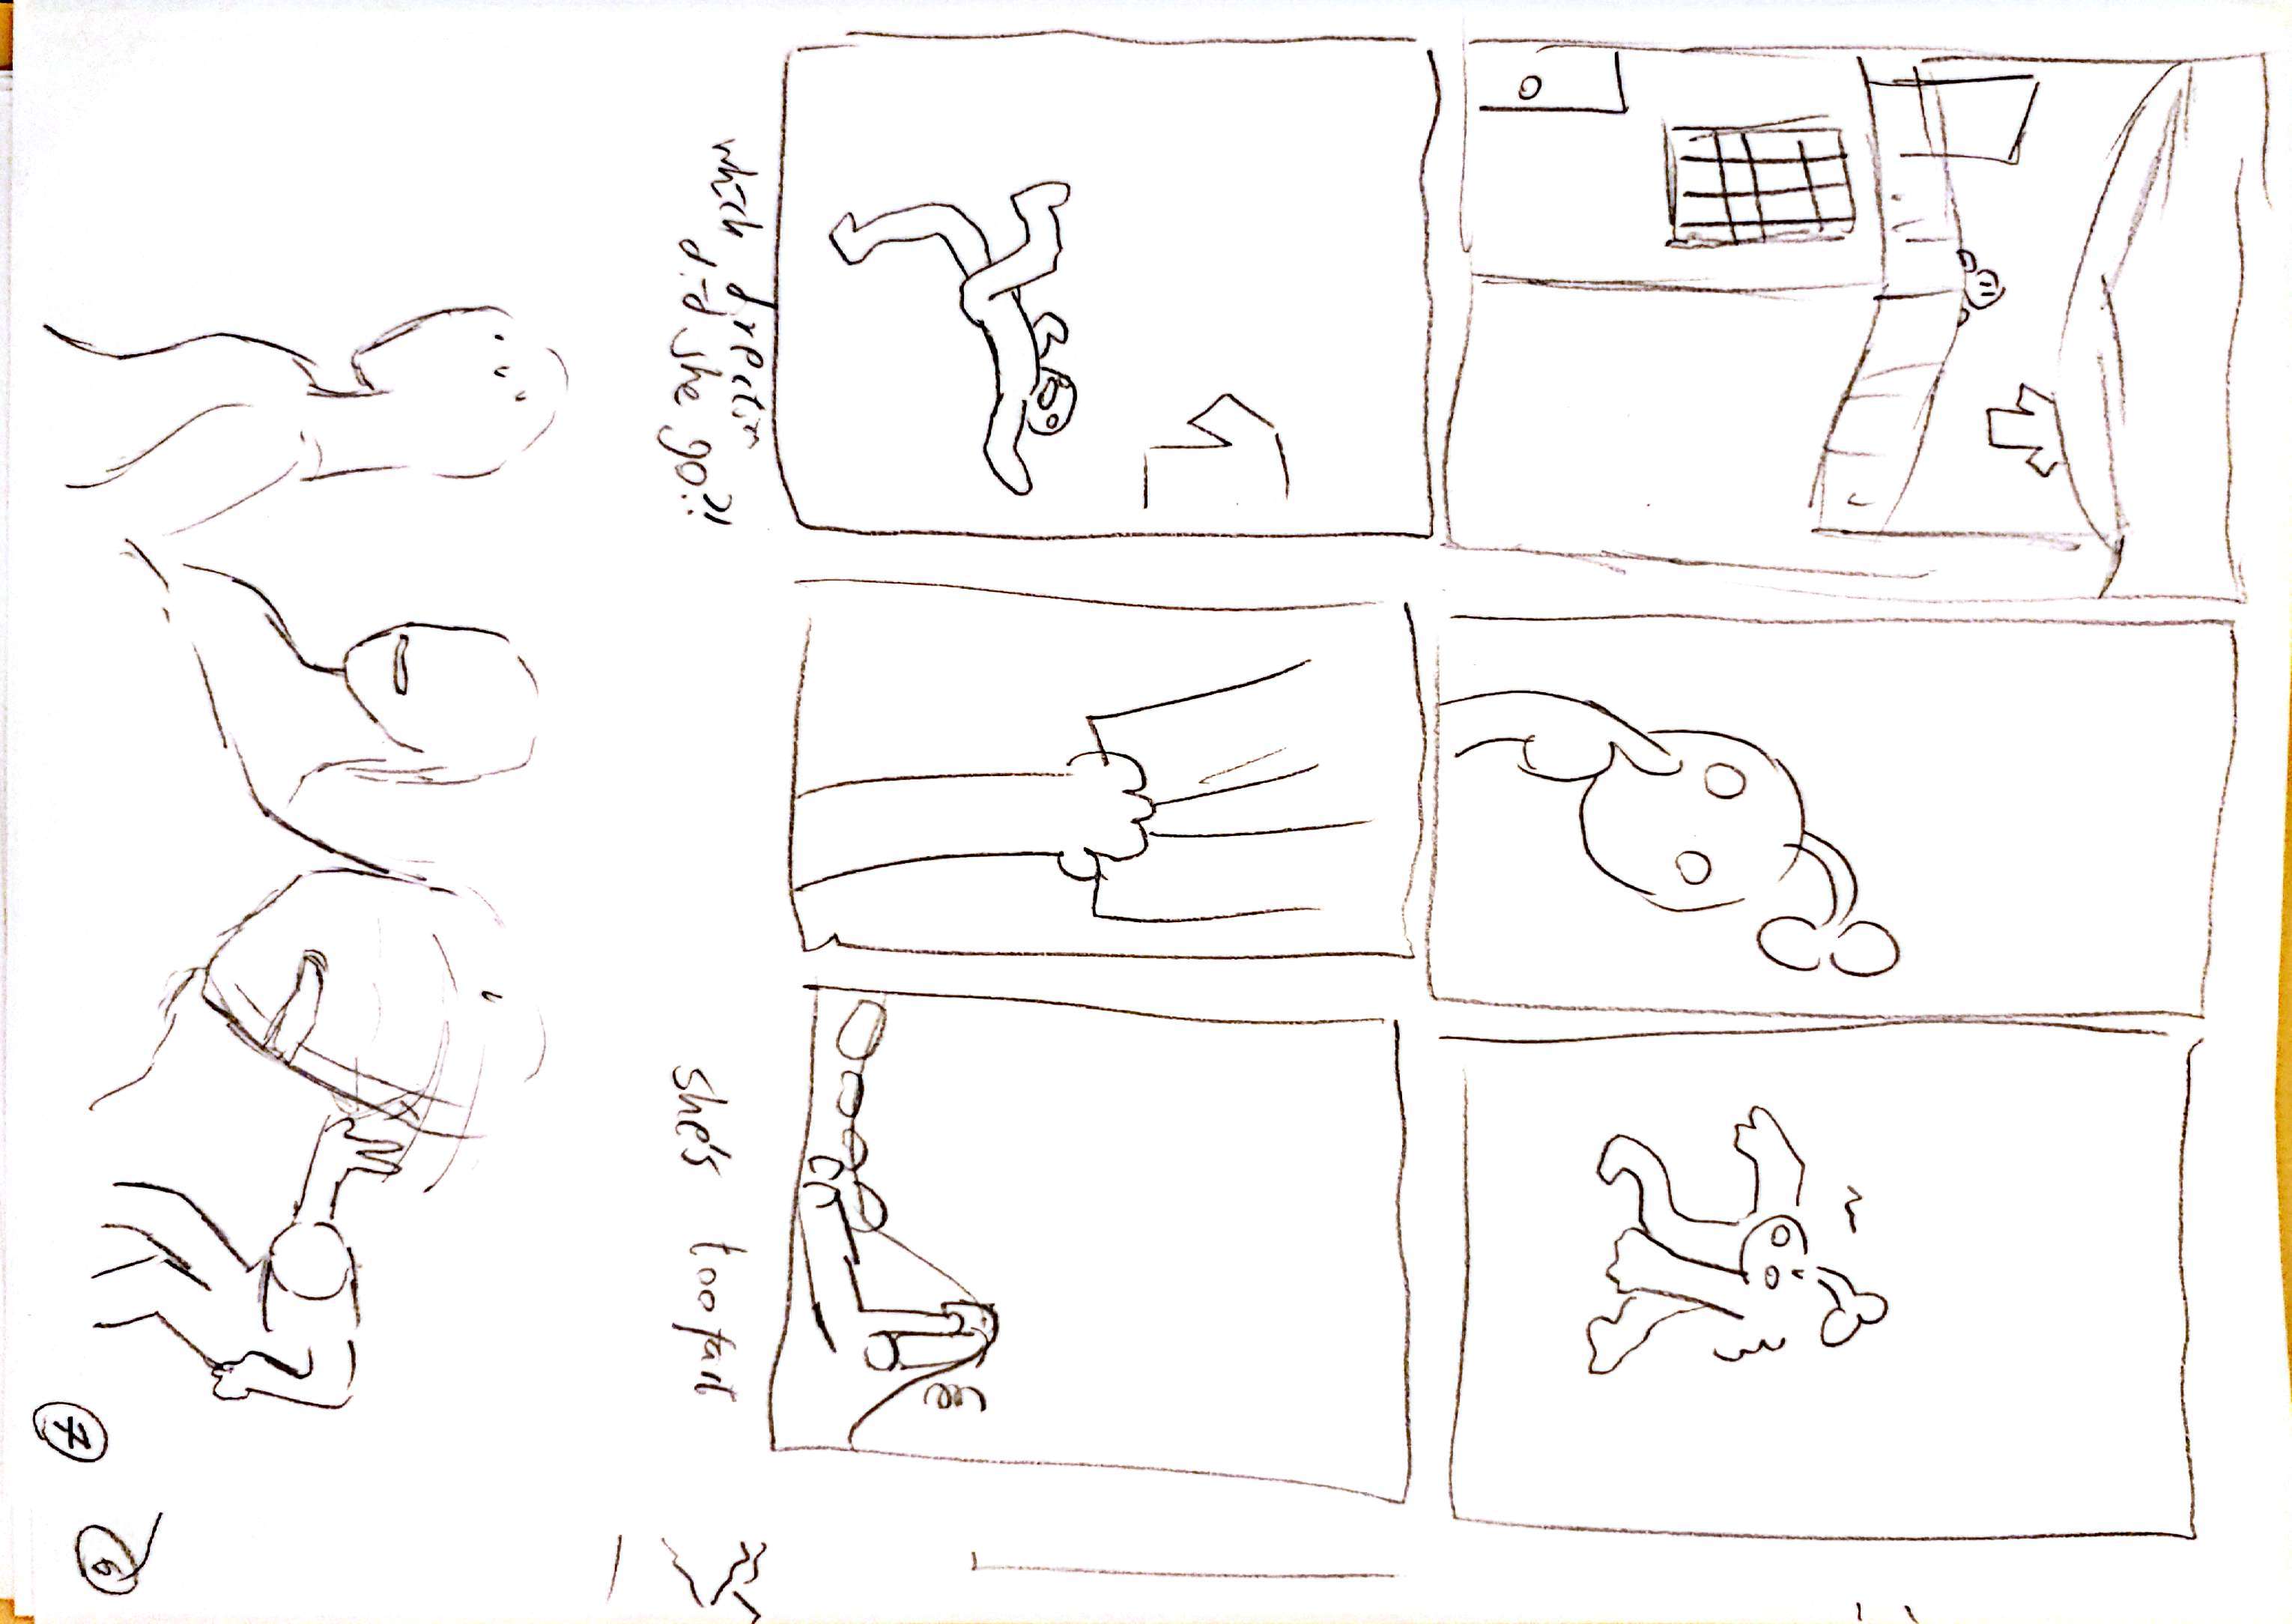 which direction
did she go?!
she's too fast
7
6